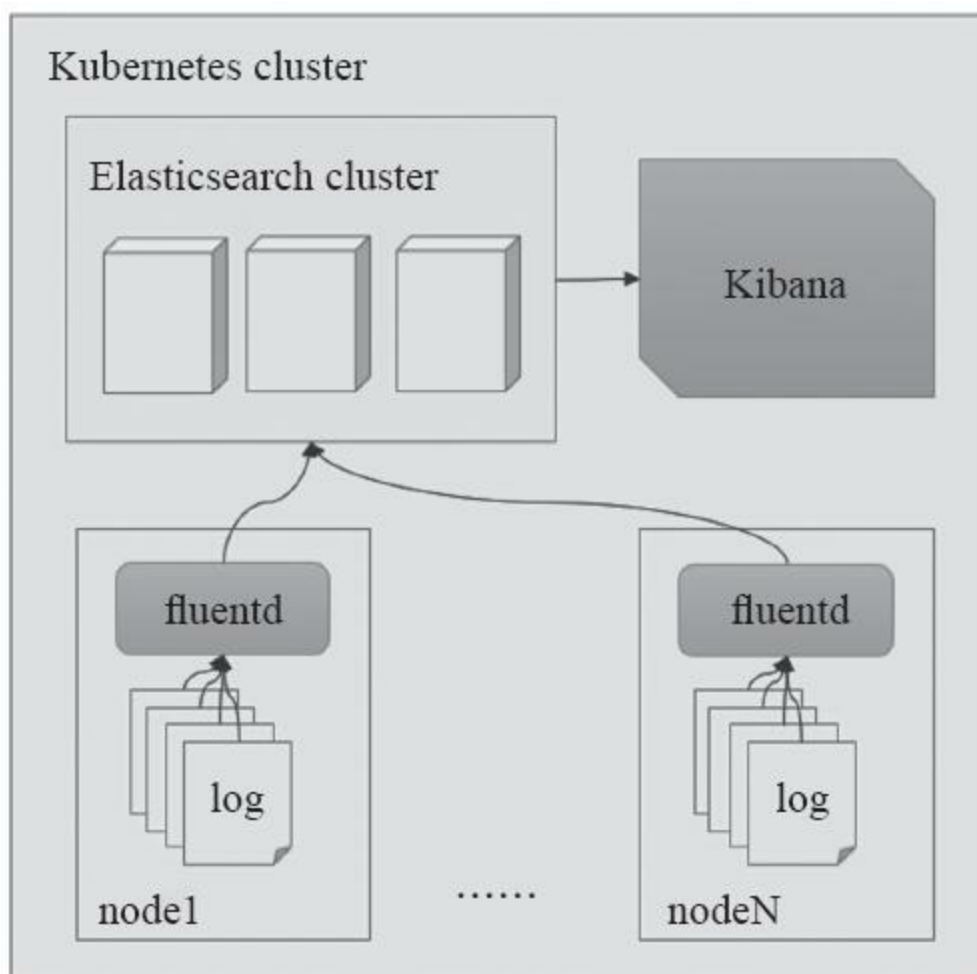 Kubernetes cluster
Elasticsearch cluster
Kibana
fluentd
fluentd
log
log
node1
......
nodeN